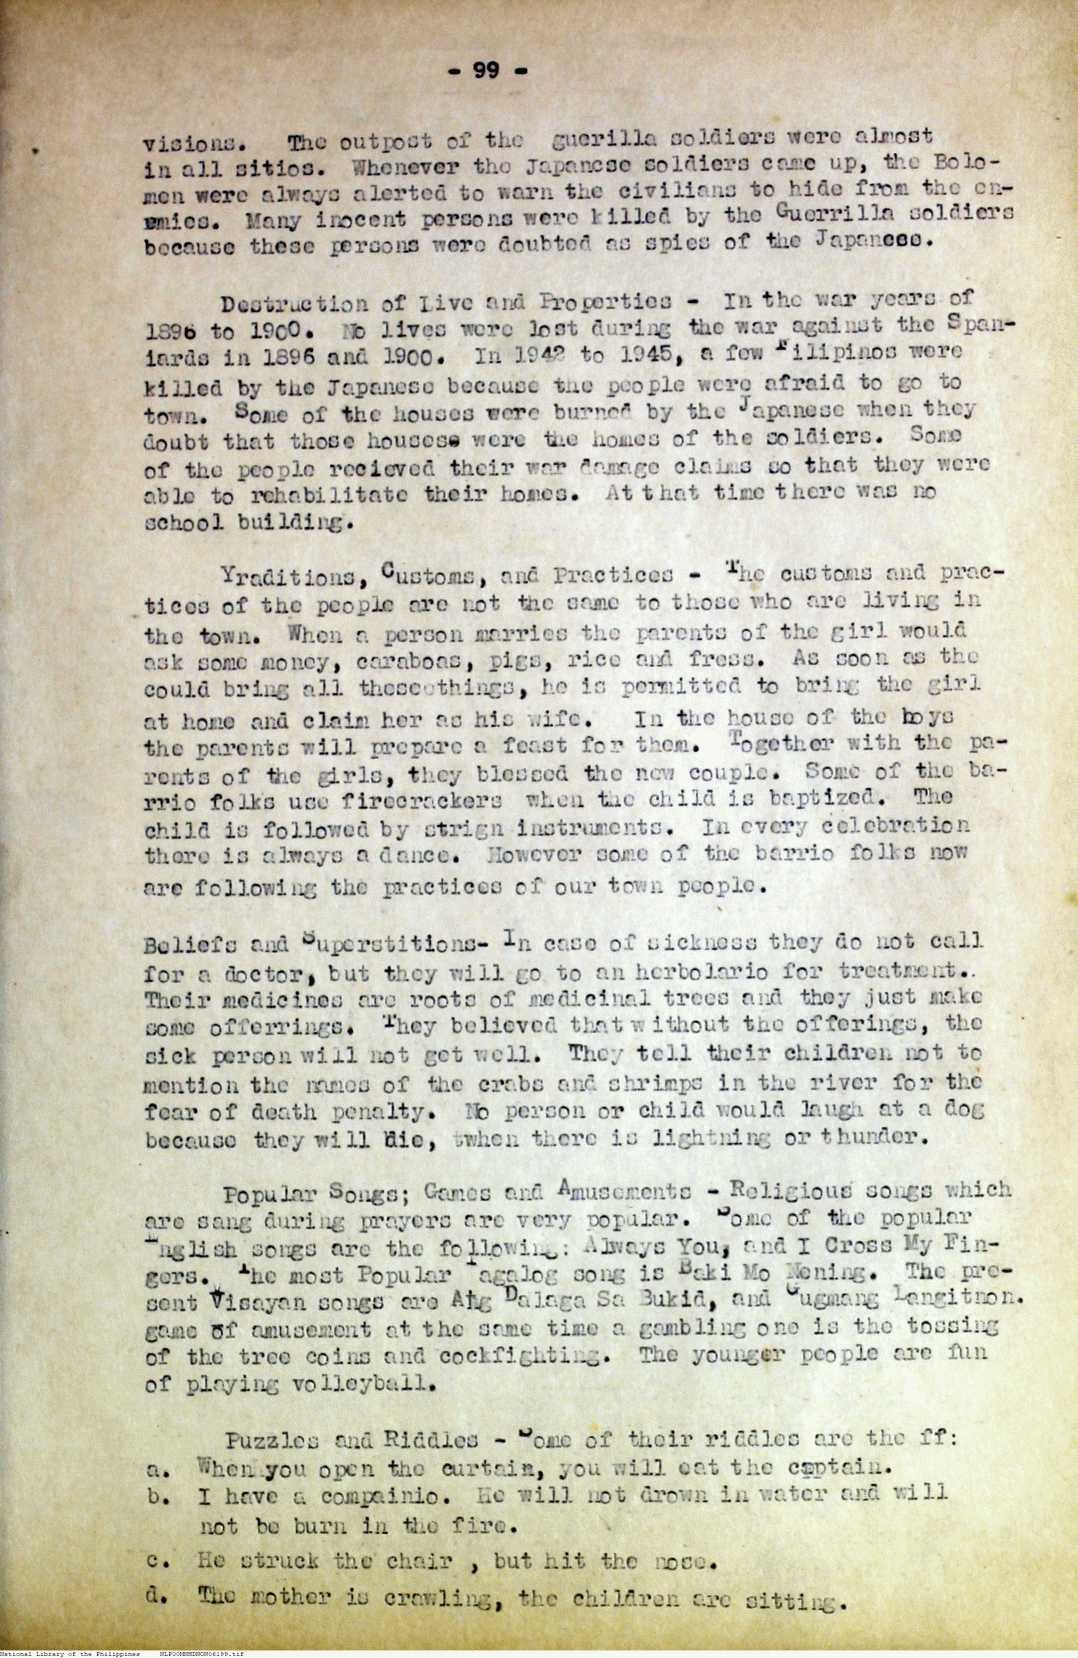 - 99 -
visions. The outpost of the guerilla soldiers were almost
in all sitios. Whenever the Japanese soldiers came up, the Bolo-
men were always alerted to warn the civilians to hide from the en-
emies. Many inocent persons were killed by the Guerrilla soldiers
because these persons were doubted as spies of the Japanese.
Destruction of Live and Properties - In the war years of
1896 to 1900. No lives were lost during the war against the Span-
iards in 1896 and 1900. In 1942 to 1945, a few Filipinos were
killed by the Japanese because the people were afraid to go to
town. Some of the houses were burned by the Japanese when they
doubt that those houses were the homes of the soldiers. Some
of the people recieved their war damage claims so that they were
able to rehabilitate their homes. At that time there was no
school building.
Yraditions, Customs, and Practices - The customs and prac-
tices of the people are not the same to those who are living in
the town. When a person marries the parents of the girl would
ask some money, caraboas, pigs, rice and fress. As soon as the
could bring all these things, he is permitted to bring the girl
at home and claim her as his wife. In the house of the boys
the parents will prepare a feast for them. Together with the pa-
rents of the girls, they blessed the new couple. Some of the ba-
rrio folks use firecrackers when the child is baptized. The
child is followed by strign instruments. In every celebration
there is always a dance. However some of the barrio folks now
are following the practices of our town people.
Beliefs and Superstitions- In case of sickness they do not call
for a doctor, but they will go to an herbolario for treatment..
Their medicines are roots of medicinal trees and they just make
some offerrings. They believed that without the offerings, the
sick person will not get well. They tell their children not to
mention the names of the crabs and shrimps in the river for the
fear of death penalty. No person or child would laugh at a dog
because they will die, when there is lightning or thunder.
Popular Songs; Games and Amusements - Religious songs which
are sang during prayers are very popular. Some of the popular
English songs are the following: Always You, and I Cross My Fin-
gers. The most Popular Tagalog song is Baki Mo Nening. The pre-
sent Visayan songs are Ang Dalaga Sa Bukid, and Gugmang Langitnon.
game of amusement at the same time a gambling one is the tossing
of the tree coins and cockfighting. The younger people are fun
of playing volleyball.
Puzzles and Riddles - Some of their riddles are the ff:
a. When you open the curtain, you will eat the captain.
b. I have a compainio. He will not drown in water and will
not be burn in the fire.
c. He struck the chair , but hit the nose.
d. The mother is crawling, the children are sitting.
National Library of the Philippines